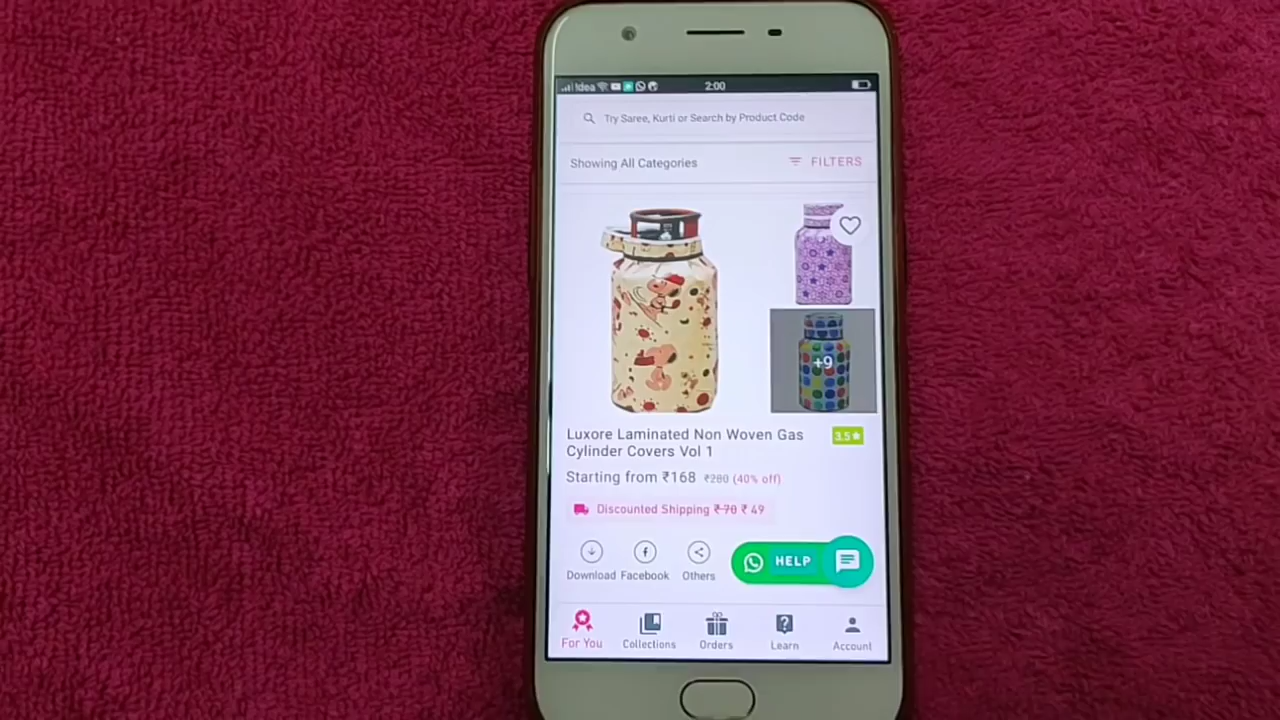 Idea
2:00
Try Saree, Kurti or Search by Product Code
Showing All Categories
FILTERS
+9
Luxore Laminated Non Woven Gas
Cylinder Covers Vol 1
3.5★
Starting from ₹168 ₹280 (40% off)
Discounted Shipping ₹ 70 ₹ 49
HELP
Download Facebook Others
For You Collections Orders Learn Account